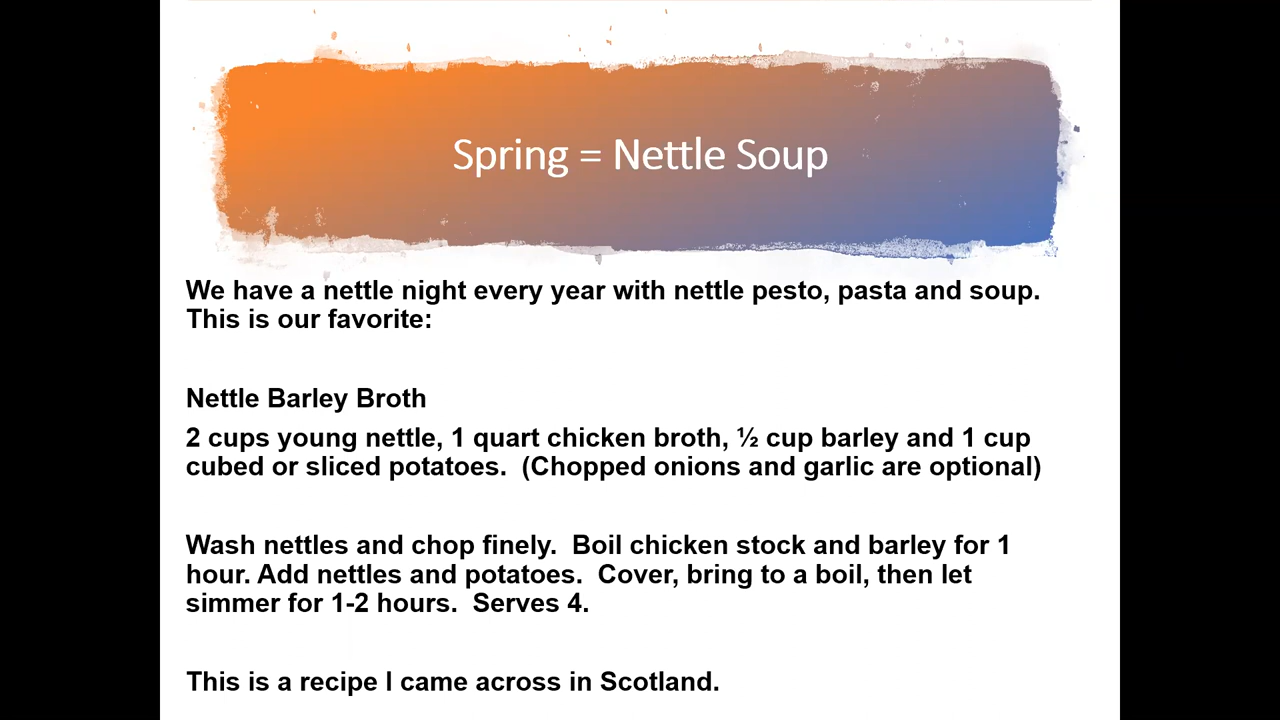 Spring = Nettle Soup
We have a nettle night every year with nettle pesto, pasta and soup.
This is our favorite:
Nettle Barley Broth
2 cups young nettle, 1 quart chicken broth, ½ cup barley and 1 cup
cubed or sliced potatoes.  (Chopped onions and garlic are optional)
Wash nettles and chop finely.  Boil chicken stock and barley for 1
hour. Add nettles and potatoes.  Cover, bring to a boil, then let
simmer for 1-2 hours.  Serves 4.
This is a recipe I came across in Scotland.